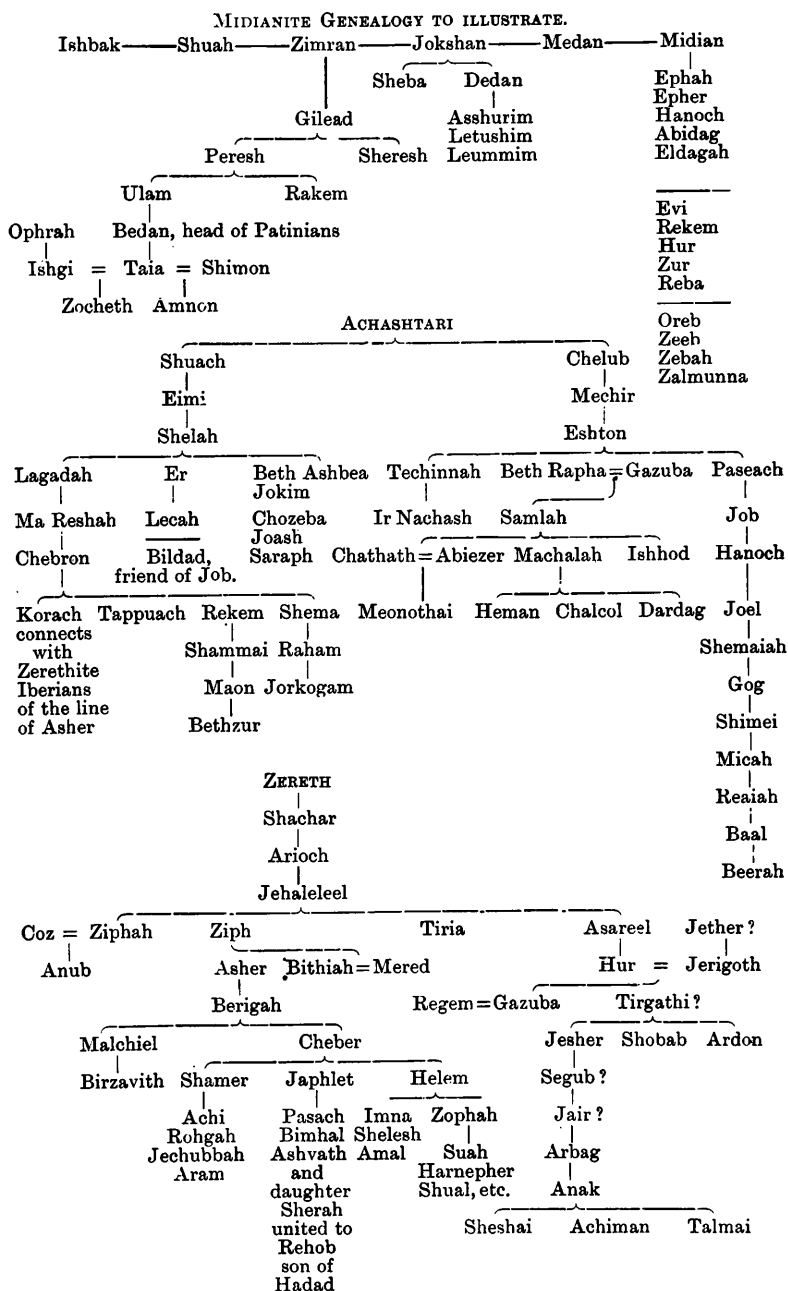 MIDIANITE GENEALOGY TO ILLUSTRATE.
Ishbak Shuah Zimran Jokshan Medan Midian
Sheba Dedan Ephah
Epher
Gilead Asshurim Hanoch
Letushim Abidag
Peresh Sheresh Leummim Eldagah
Ulam Rakem
Evi
Ophrah Bedan, head of Patinians Rekem
Hur
Ishgi = Taia = Shimon Zur
Reba
Zocheth Amnon
ACHASHTARI Oreb
Zeeb
Shuach Chelub Zebah
Zalmunna
Eimi Mechir
Shelah Eshton
Lagadah Er Beth Ashbea Techinnah Beth Rapha = Gazuba Paseach
Jokim
Ma Reshah Lecah Chozeba Ir Nachash Samlah Job
Joash
Chebron Bildad, Saraph Chathath = Abiezer Machalah Ishhod Hanoch
friend of Job.
Korach Tappuach Rekem Shema Meonothai Heman Chalcol Dardag Joel
connects
with Shammai Raham Shemaiah
Zerethite
Iberians Maon Jorkogam Gog
of the line
of Asher Bethzur Shimei
Micah
ZERETH
Reaiah
Shachar
Baal
Arioch
Beerah
Jehaleleel
Coz = Ziphah Ziph Tiria Asareel Jether?
Anub Asher Bithiah = Mered Hur = Jerigoth
Berigah Regem = Gazuba Tirgathi?
Malchiel Cheber Jesher Shobab Ardon
Birzavith Shamer Japhlet Helem Segub?
Achi Pasach Imna Zophah Jair?
Rohgah Bimhal Shelesh
Jechubbah Ashvath Amal Suah Arbag
Aram and Harnepher
daughter Shual, etc. Anak
Sherah
united to Sheshai Achiman Talmai
Rehob
son of
Hadad